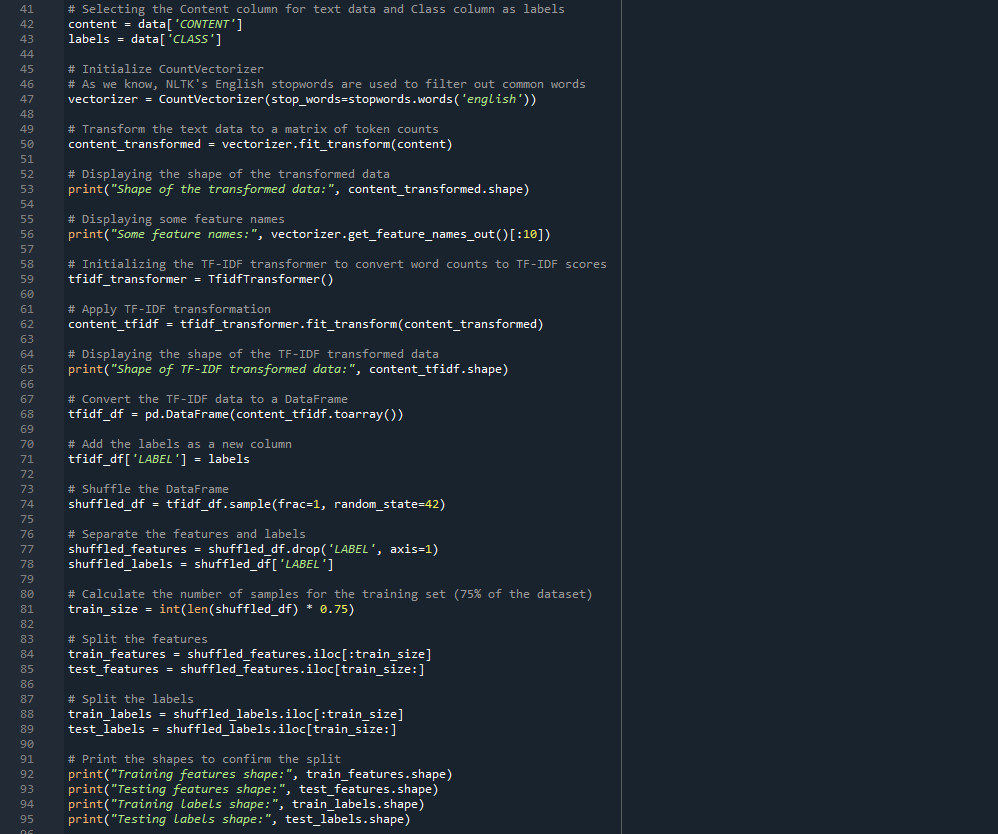 41 # Selecting the Content column for text data and Class column as labels
42 content = data['CONTENT']
43 labels = data['CLASS']
44
45 # Initialize CountVectorizer
46 # As we know, NLTK's English stopwords are used to filter out common words
47 vectorizer = CountVectorizer(stop_words=stopwords.words('english'))
48
49 # Transform the text data to a matrix of token counts
50 content_transformed = vectorizer.fit_transform(content)
51
52 # Displaying the shape of the transformed data
53 print("Shape of the transformed data:", content_transformed.shape)
54
55 # Displaying some feature names
56 print("Some feature names:", vectorizer.get_feature_names_out()[:10])
57
58 # Initializing the TF-IDF transformer to convert word counts to TF-IDF scores
59 tfidf_transformer = TfidfTransformer()
60
61 # Apply TF-IDF transformation
62 content_tfidf = tfidf_transformer.fit_transform(content_transformed)
63
64 # Displaying the shape of the TF-IDF transformed data
65 print("Shape of TF-IDF transformed data:", content_tfidf.shape)
66
67 # Convert the TF-IDF data to a DataFrame
68 tfidf_df = pd.DataFrame(content_tfidf.toarray())
69
70 # Add the labels as a new column
71 tfidf_df['LABEL'] = labels
72
73 # Shuffle the DataFrame
74 shuffled_df = tfidf_df.sample(frac=1, random_state=42)
75
76 # Separate the features and labels
77 shuffled_features = shuffled_df.drop('LABEL', axis=1)
78 shuffled_labels = shuffled_df['LABEL']
79
80 # Calculate the number of samples for the training set (75% of the dataset)
81 train_size = int(len(shuffled_df) * 0.75)
82
83 # Split the features
84 train_features = shuffled_features.iloc[:train_size]
85 test_features = shuffled_features.iloc[train_size:]
86
87 # Split the labels
88 train_labels = shuffled_labels.iloc[:train_size]
89 test_labels = shuffled_labels.iloc[train_size:]
90
91 # Print the shapes to confirm the split
92 print("Training features shape:", train_features.shape)
93 print("Testing features shape:", test_features.shape)
94 print("Training labels shape:", train_labels.shape)
95 print("Testing labels shape:", test_labels.shape)